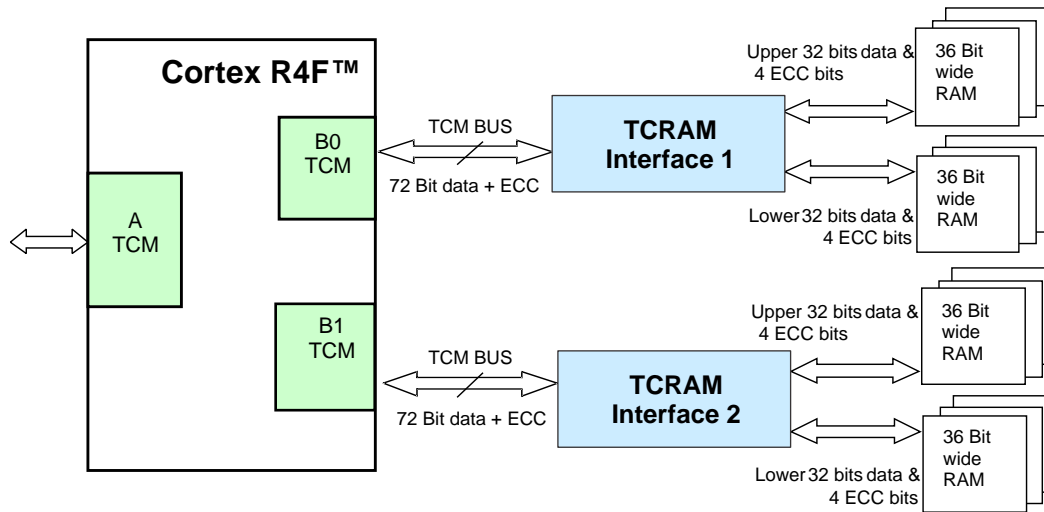 Cortex R4F™
A
TCM
B0
TCM
B1
TCM
TCM BUS
72 Bit data + ECC
TCM BUS
72 Bit data + ECC
TCRAM
Interface 1
TCRAM
Interface 2
Upper 32 bits data &
4 ECC bits
36 Bit
wide
RAM
Lower 32 bits data &
4 ECC bits
36 Bit
wide
RAM
Upper 32 bits data &
4 ECC bits
36 Bit
wide
RAM
Lower 32 bits data &
4 ECC bits
36 Bit
wide
RAM